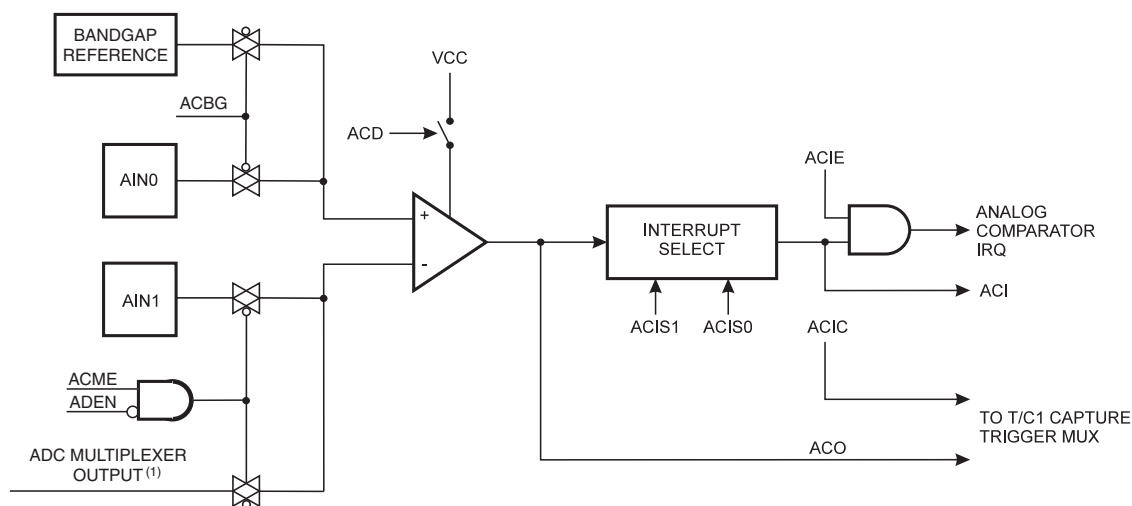 BANDGAP
REFERENCE
ACBG
AIN0
AIN1
ACME
ADEN
ADC MULTIPLEXER
OUTPUT (1)
VCC
ACD
+
-
INTERRUPT
SELECT
ACIS1
ACIS0
ACIE
ANALOG
COMPARATOR
IRQ
ACI
ACIC
TO T/C1 CAPTURE
TRIGGER MUX
ACO